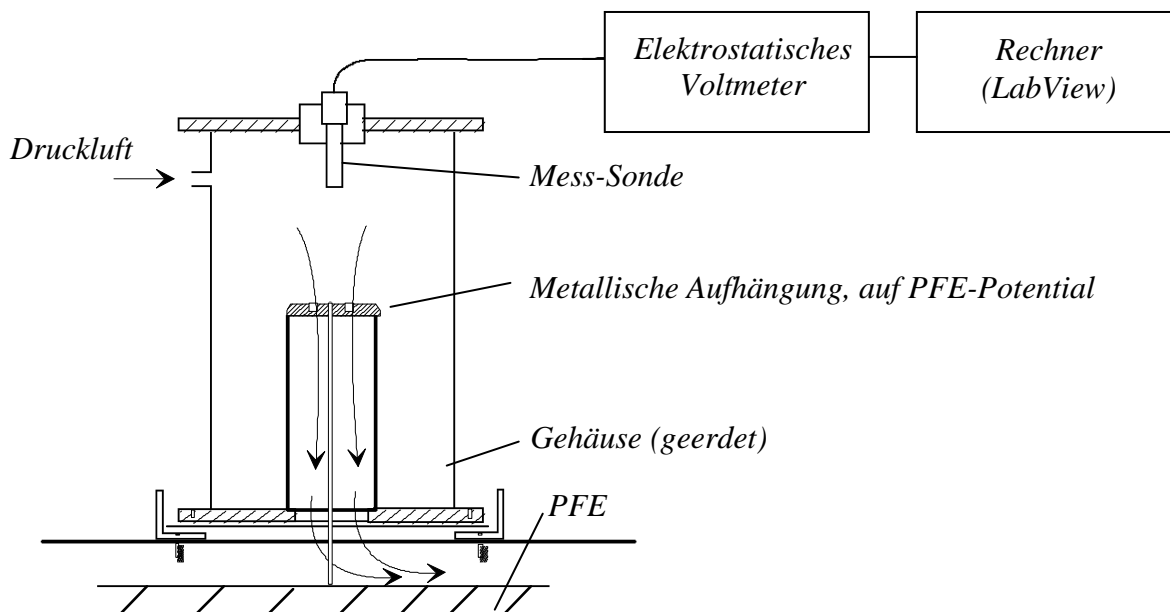 Elektrostatisches
Voltmeter
Rechner
(LabView)
Druckluft
Mess-Sonde
Metallische Aufhängung, auf PFE-Potential
Gehäuse (geerdet)
PFE